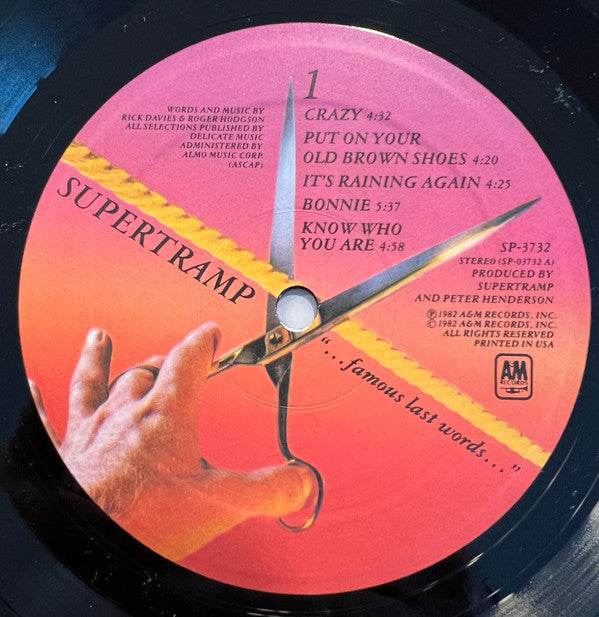 1
WORDS AND MUSIC BY
RICK DAVIES & ROGER HODGSON
ALL SELECTIONS PUBLISHED BY
DELICATE MUSIC
ADMINISTERED BY
ALMO MUSIC CORP.
(ASCAP)
CRAZY 4:32
PUT ON YOUR
OLD BROWN SHOES 4:20
IT'S RAINING AGAIN 4:25
BONNIE 5:37
KNOW WHO
YOU ARE 4:58
SUPERTRAMP
SP-3732
STEREO (SP-03732 A)
PRODUCED BY
SUPERTRAMP
AND PETER HENDERSON
℗ 1982 A&M RECORDS, INC.
© 1982 A&M RECORDS, INC.
ALL RIGHTS RESERVED
PRINTED IN USA
A&M
RECORDS
"...famous last words..."